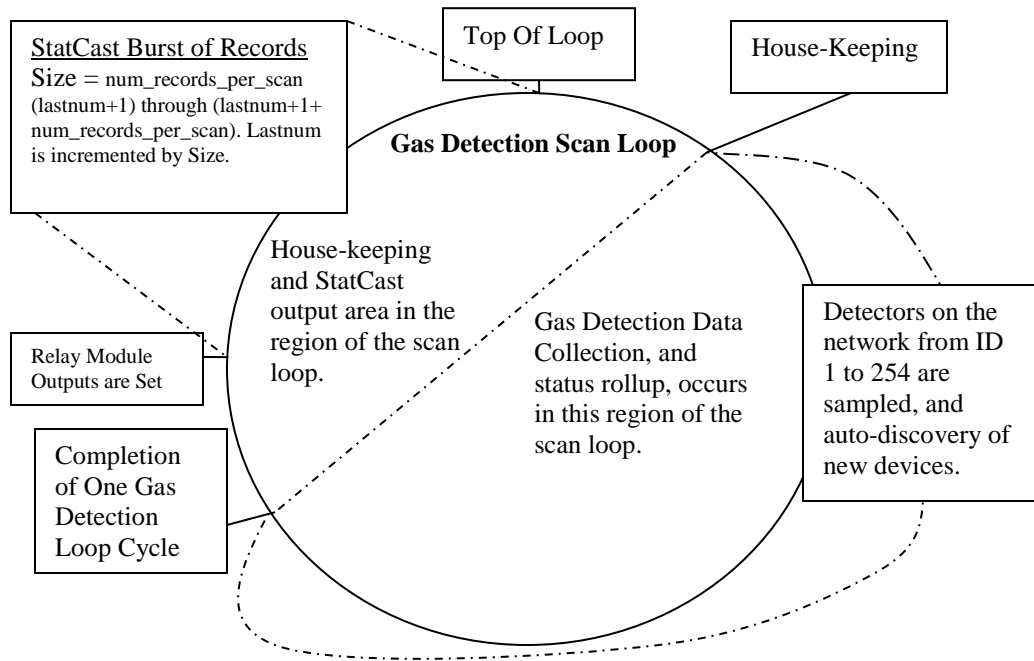 StatCast Burst of Records
Size = num_records_per_scan
(lastnum+1) through (lastnum+1+
num_records_per_scan). Lastnum
is incremented by Size.
Top Of Loop
House-Keeping
Gas Detection Scan Loop
House-keeping
and StatCast
output area in the
region of the scan
loop.
Gas Detection Data
Collection, and
status rollup, occurs
in this region of the
scan loop.
Detectors on the
network from ID
1 to 254 are
sampled, and
auto-discovery of
new devices.
Relay Module
Outputs are Set
Completion
of One Gas
Detection
Loop Cycle